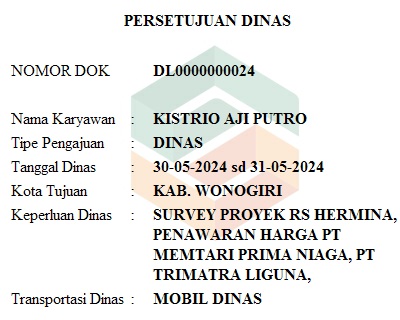 PERSETUJUAN DINAS
NOMOR DOK DL0000000024
Nama Karyawan : KISTRIO AJI PUTRO
Tipe Pengajuan : DINAS
Tanggal Dinas : 30-05-2024 sd 31-05-2024
Kota Tujuan : KAB. WONOGIRI
Keperluan Dinas : SURVEY PROYEK RS HERMINA,
PENAWARAN HARGA PT
MEMTARI PRIMA NIAGA, PT
TRIMATRA LIGUNA,
Transportasi Dinas : MOBIL DINAS